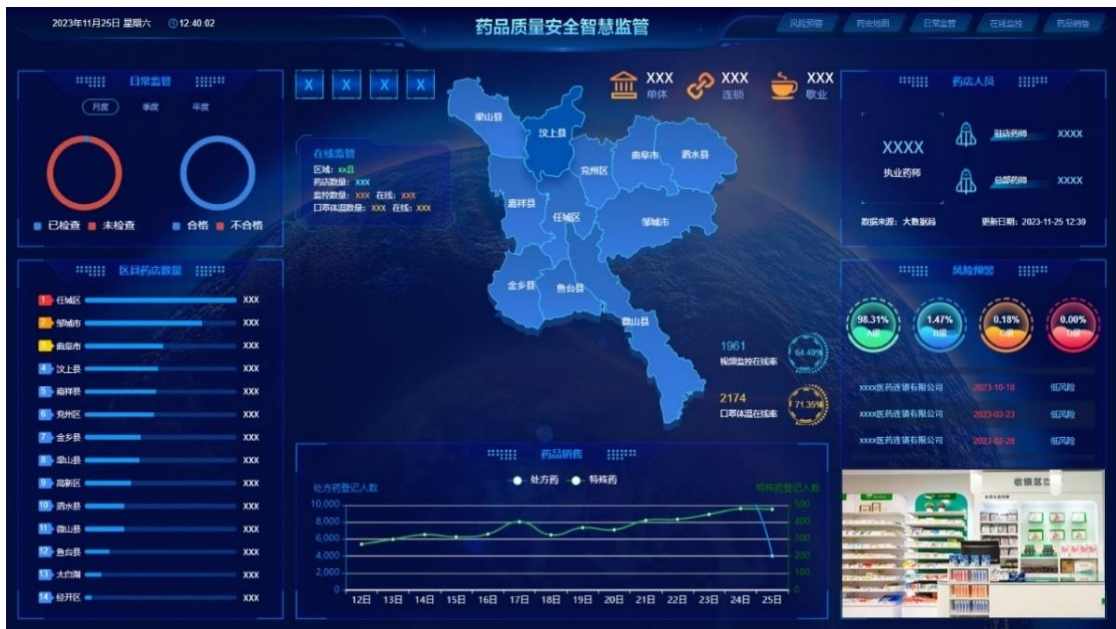 2023年11月25日 星期六 12:40:02
药品质量安全智慧监管
风险预警 药安地图 日常监管 在线监控 药品销售
日常监管
月度 季度 年度
已检查 未检查 合格 不合格
区县药店数量
1 任城区 XXX
2 邹城市 XXX
3 曲阜市 XXX
4 汶上县 XXX
5 嘉祥县 XXX
6 兖州区 XXX
7 金乡县 XXX
8 梁山县 XXX
9 高新区 XXX
10 泗水县 XXX
11 微山县 XXX
12 鱼台县 XXX
13 太白湖 XXX
14 经开区 XXX
X X X X
XXX 单体
XXX 连锁
XXX 歇业
在线监管
区域：xx县
药店数量：xxx
监控数量：xxx 在线：xxx
口罩体温数量：xxx 在线：xxx
梁山县
汶上县
曲阜市
泗水县
兖州区
嘉祥县
任城区
邹城市
金乡县
鱼台县
微山县
1961
视频监控在线率
64.49%
2174
口罩体温在线率
71.35%
药品销售
处方药 特殊药
处方药登记人数 特殊药登记人数
10,000 500
8,000 400
6,000 300
4,000 200
2,000 100
0 0
12日 13日 14日 15日 16日 17日 18日 19日 20日 21日 22日 23日 24日 25日
药店人员
XXXX
执业药师
驻店药师 XXXX
总部药师 XXXX
数据来源：大数据局 更新日期：2023-11-25 12:39
风险预警
98.31% 1.47% 0.18% 0.00%
A级 B级 C级 D级
xxxx医药连锁有限公司 2023-10-18 低风险
xxxx医药连锁有限公司 2023-03-23 低风险
xxxx医药连锁有限公司 2023-02-28 低风险
收银区